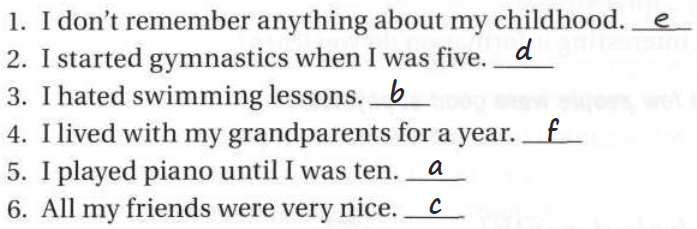 1. I don't remember anything about my childhood. e
2. I started gymnastics when I was five. d
3. I hated swimming lessons. b
4. I lived with my grandparents for a year. f
5. I played piano until I was ten. a
6. All my friends were very nice. c